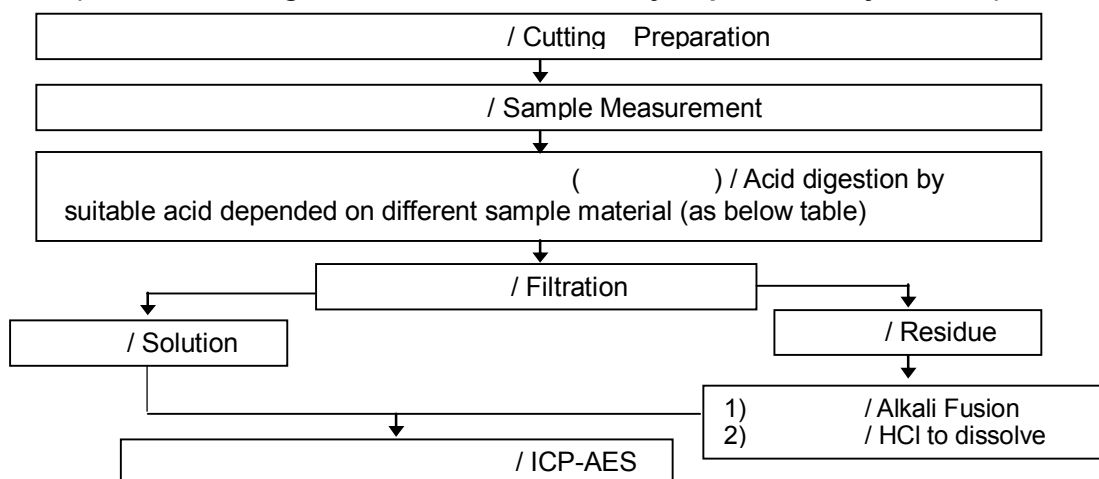 / Cutting Preparation
/ Sample Measurement
( ) / Acid digestion by
suitable acid depended on different sample material (as below table)
/ Filtration
/ Solution
/ Residue
1) / Alkali Fusion
2) / HCl to dissolve
/ ICP-AES